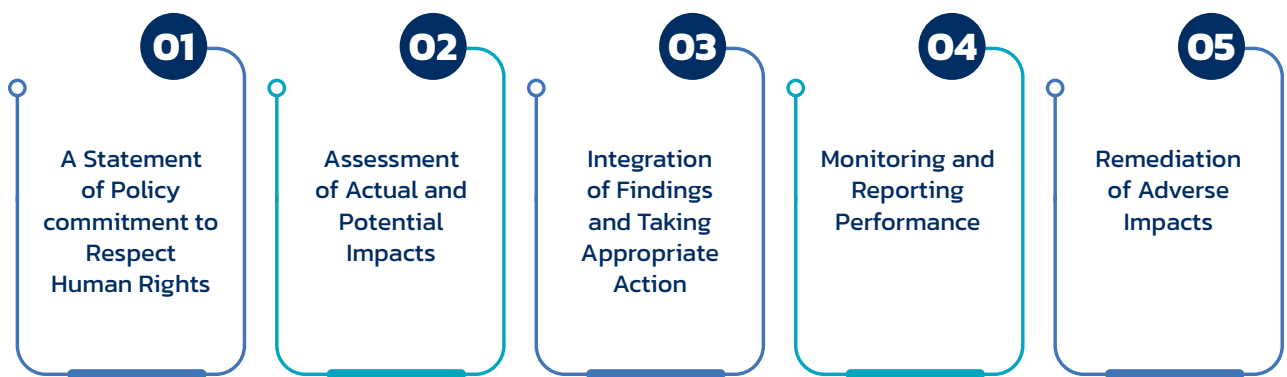 01
A Statement
of Policy
commitment to
Respect
Human Rights
02
Assessment
of Actual and
Potential
Impacts
03
Integration
of Findings
and Taking
Appropriate
Action
04
Monitoring and
Reporting
Performance
05
Remediation
of Adverse
Impacts